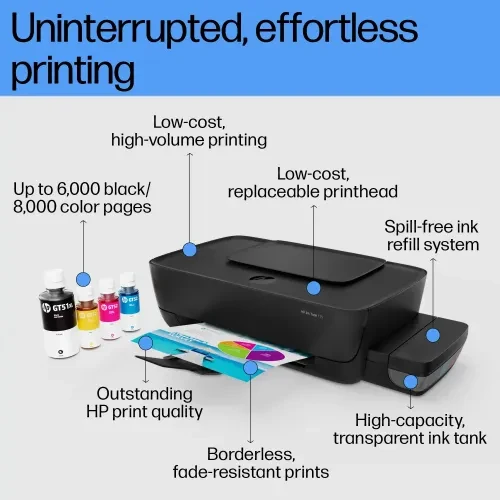 Uninterrupted, effortless
printing
Low-cost,
high-volume printing
Low-cost,
replaceable printhead
Up to 6,000 black/
8,000 color pages
Spill-free ink
refill system
hp
GT51XL
Outstanding
HP print quality
High-capacity,
transparent ink tank
Borderless,
fade-resistant prints